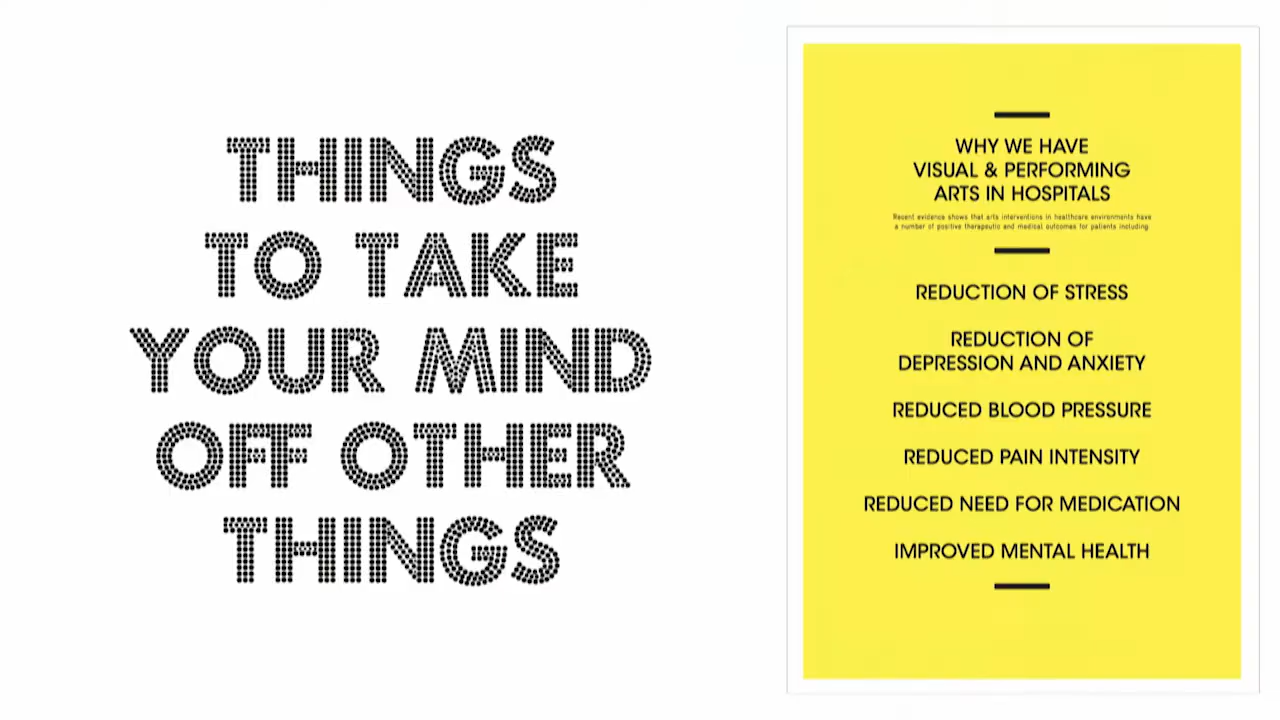 THINGS
TO TAKE
YOUR MIND
OFF OTHER
THINGS
WHY WE HAVE
VISUAL & PERFORMING
ARTS IN HOSPITALS
Recent evidence shows that arts interventions in healthcare environments have
a number of positive therapeutic and medical outcomes for patients including:
REDUCTION OF STRESS
REDUCTION OF
DEPRESSION AND ANXIETY
REDUCED BLOOD PRESSURE
REDUCED PAIN INTENSITY
REDUCED NEED FOR MEDICATION
IMPROVED MENTAL HEALTH